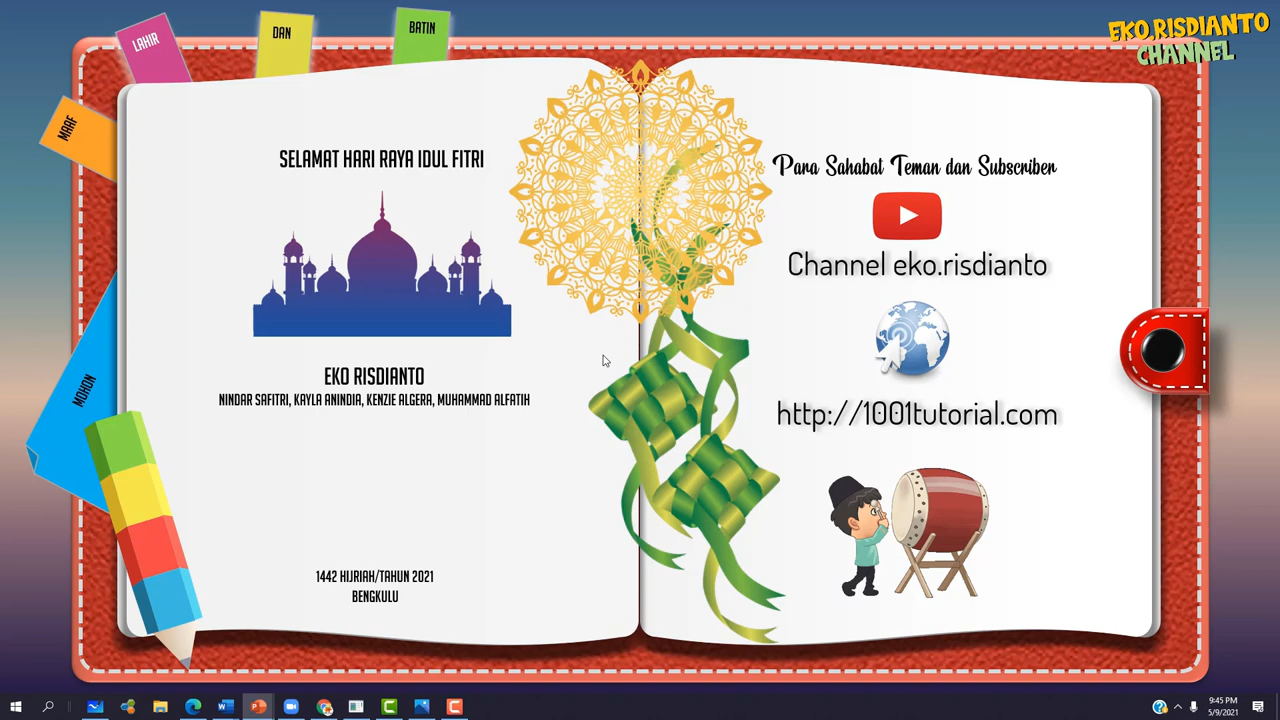 EKO.RISDIANTO
CHANNEL
LAHIR
DAN
BATIN
MAAF
MOHON
SELAMAT HARI RAYA IDUL FITRI
EKO RISDIANTO
NINDAR SAFITRI, KAYLA ANINDIA, KENZIE ALGERA, MUHAMMAD ALFATIH
1442 HIJRIAH/TAHUN 2021
BENGKULU
Para Sahabat Teman dan Subscriber
Channel eko.risdianto
http://1001tutorial.com
9:45 PM
5/9/2021